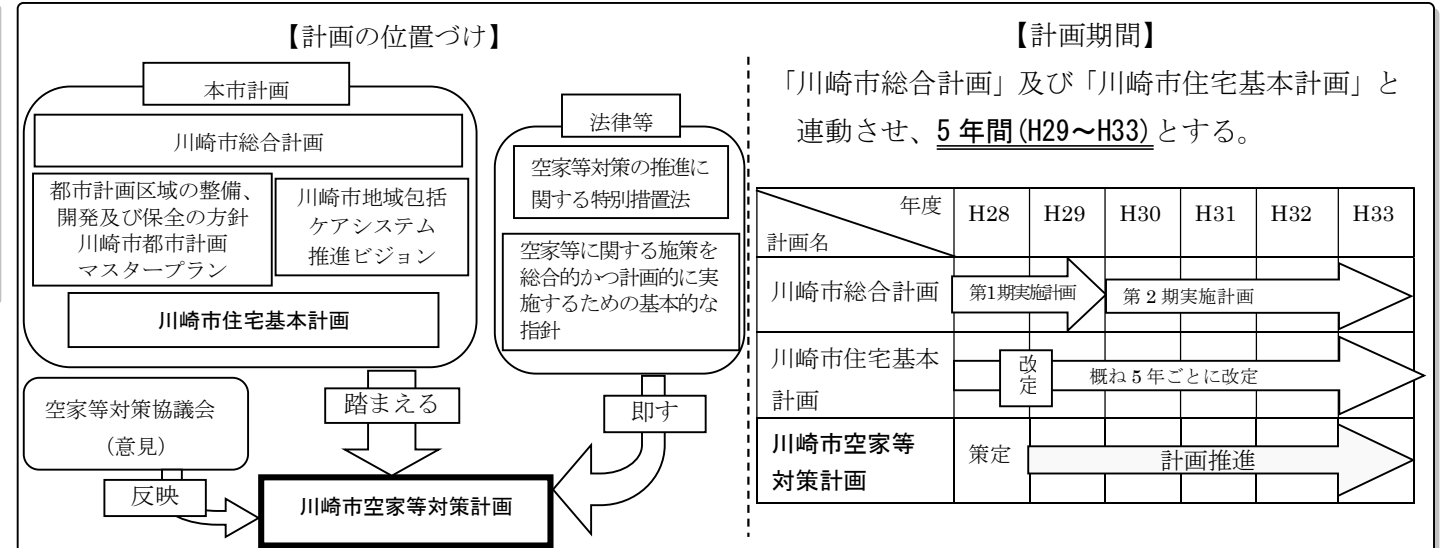 【計画の位置づけ】
本市計画
川崎市総合計画
都市計画区域の整備、
開発及び保全の方針
川崎市都市計画
マスタープラン
川崎市地域包括
ケアシステム
推進ビジョン
川崎市住宅基本計画
法律等
空家等対策の推進に
関する特別措置法
空家等に関する施策を
総合的かつ計画的に実
施するための基本的な
指針
空家等対策協議会
(意見)
踏まえる
即す
反映
川崎市空家等対策計画
【計画期間】
「川崎市総合計画」及び「川崎市住宅基本計画」と
連動させ、5年間(H29～H33)とする。
年度
計画名
H28 H29 H30 H31 H32 H33
川崎市総合計画 第1期実施計画 第2期実施計画
川崎市住宅基本
計画
改
定
概ね5年ごとに改定
川崎市空家等
対策計画
策定
計画推進